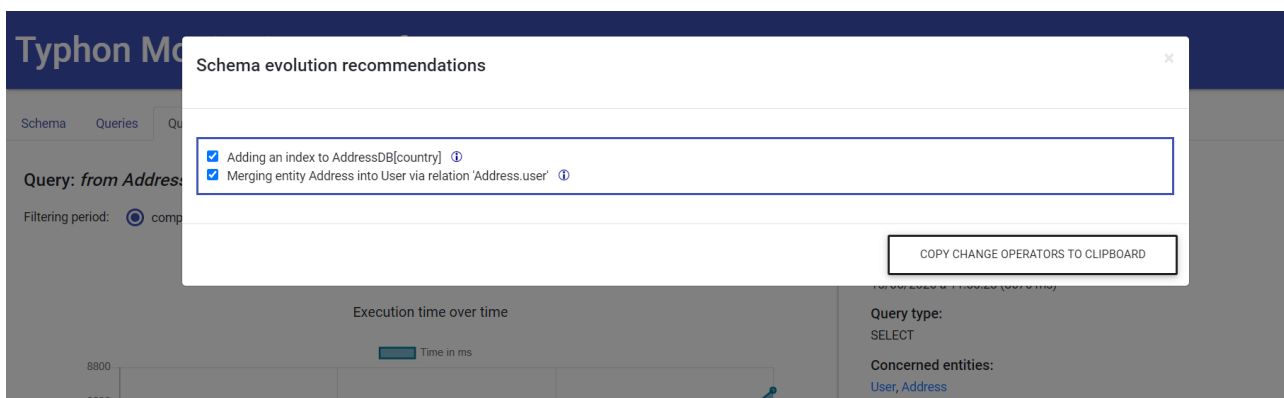 Typhon Mo
Schema evolution recommendations
×
Schema Queries Qu
Adding an index to AddressDB[country]
Merging entity Address into User via relation 'Address.user'
Query: from Address
Filtering period: comp
COPY CHANGE OPERATORS TO CLIPBOARD
Execution time over time
Time in ms
8800
Query type:
SELECT
Concerned entities:
User, Address